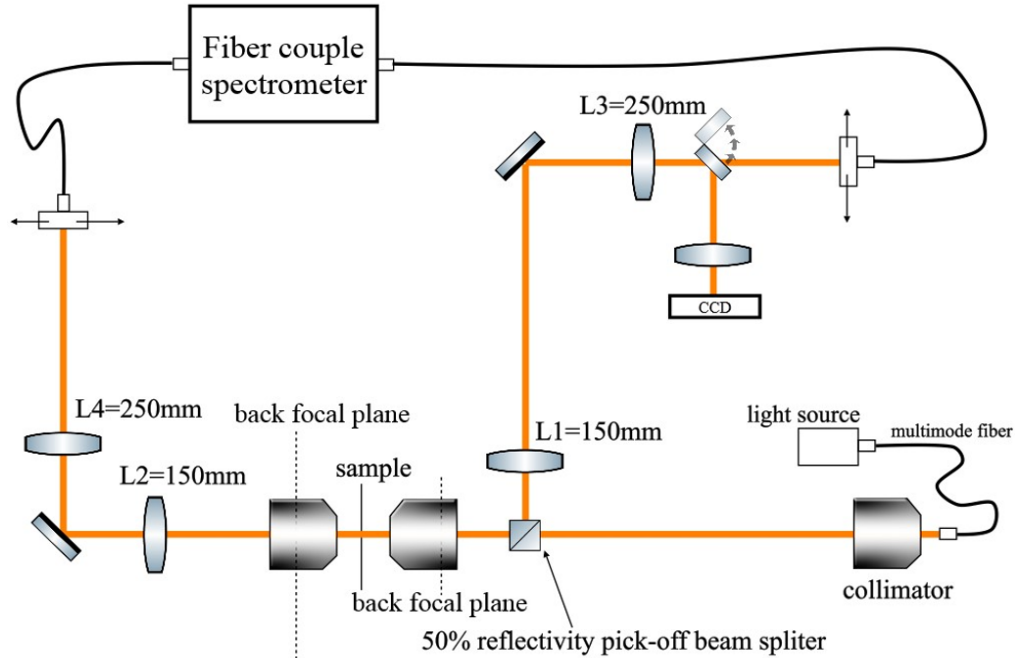 Fiber couple
spectrometer
L3=250mm
CCD
L4=250mm
back focal plane
L1=150mm
light source
multimode fiber
L2=150mm
sample
collimator
back focal plane
50% reflectivity pick-off beam spliter